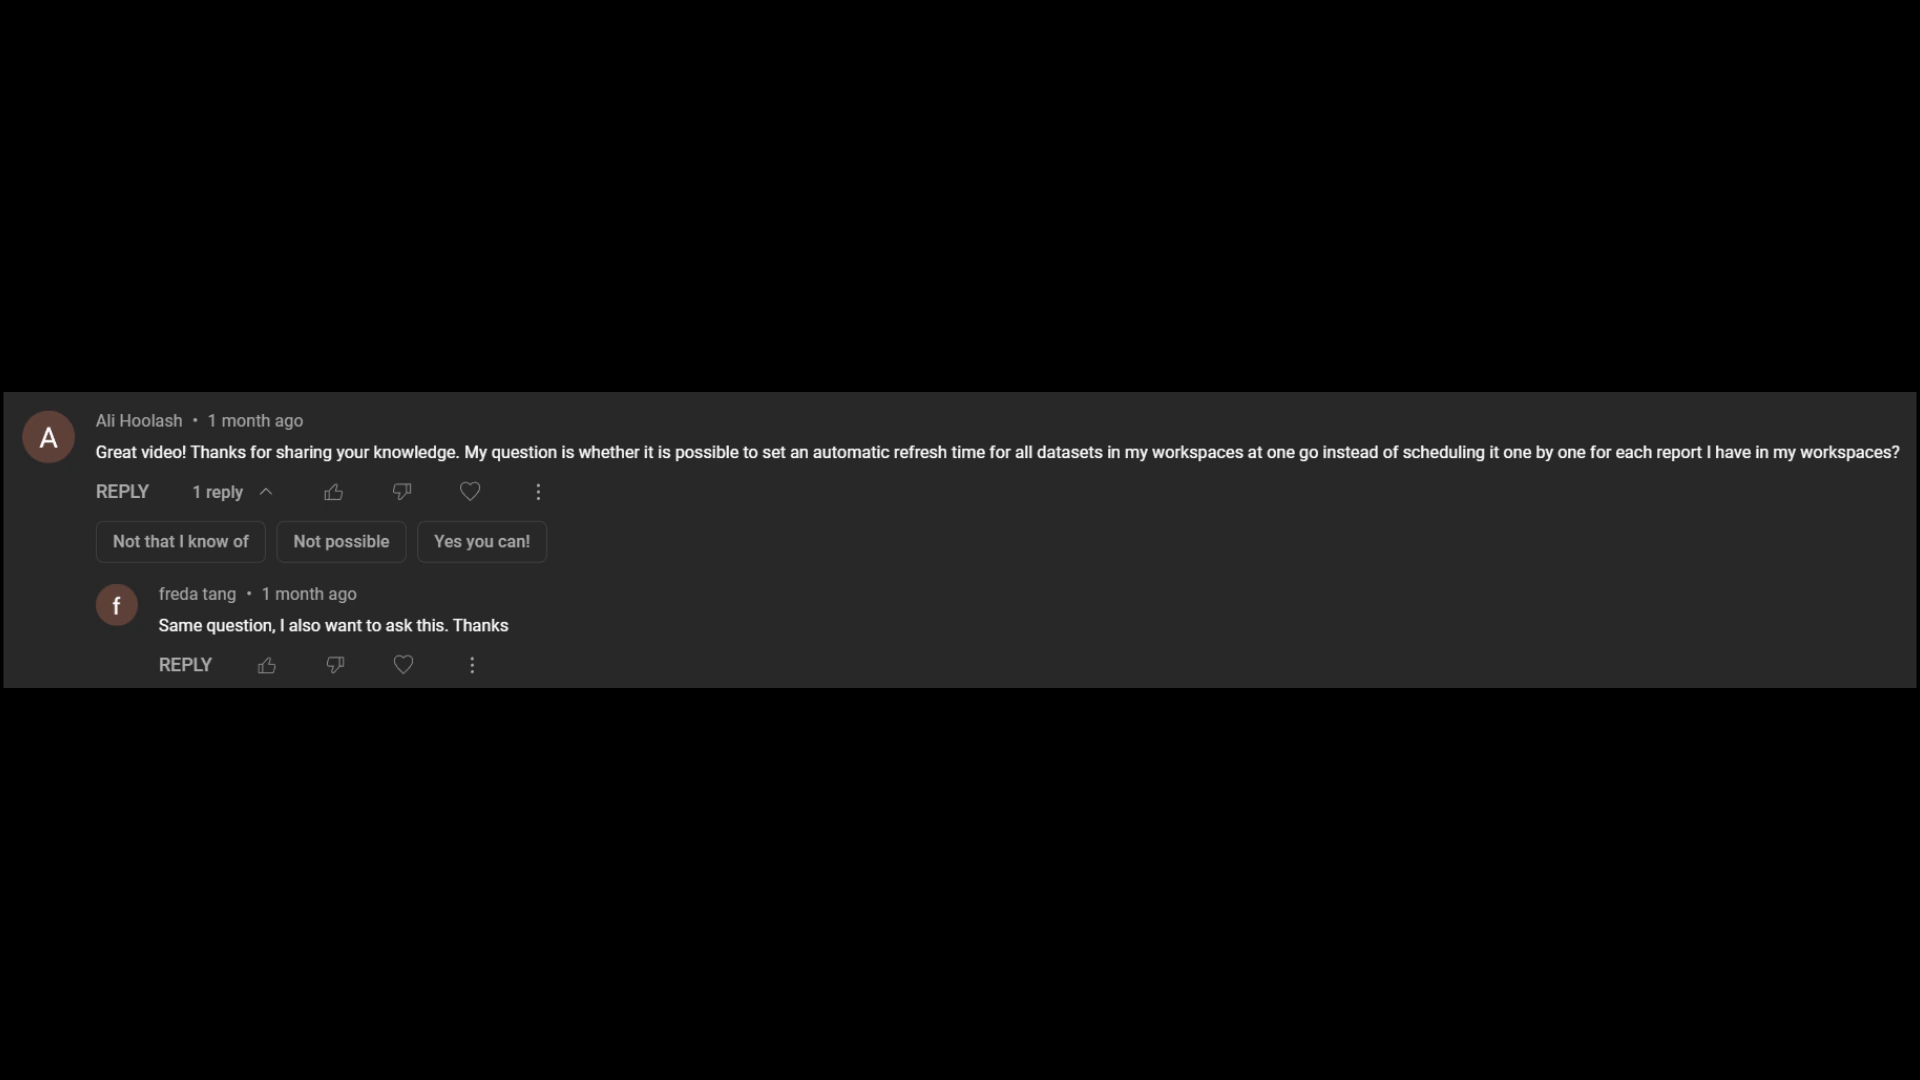 A
Ali Hoolash • 1 month ago
Great video! Thanks for sharing your knowledge. My question is whether it is possible to set an automatic refresh time for all datasets in my workspaces at one go instead of scheduling it one by one for each report I have in my workspaces?
REPLY 1 reply
Not that I know of Not possible Yes you can!
f
freda tang • 1 month ago
Same question, I also want to ask this. Thanks
REPLY